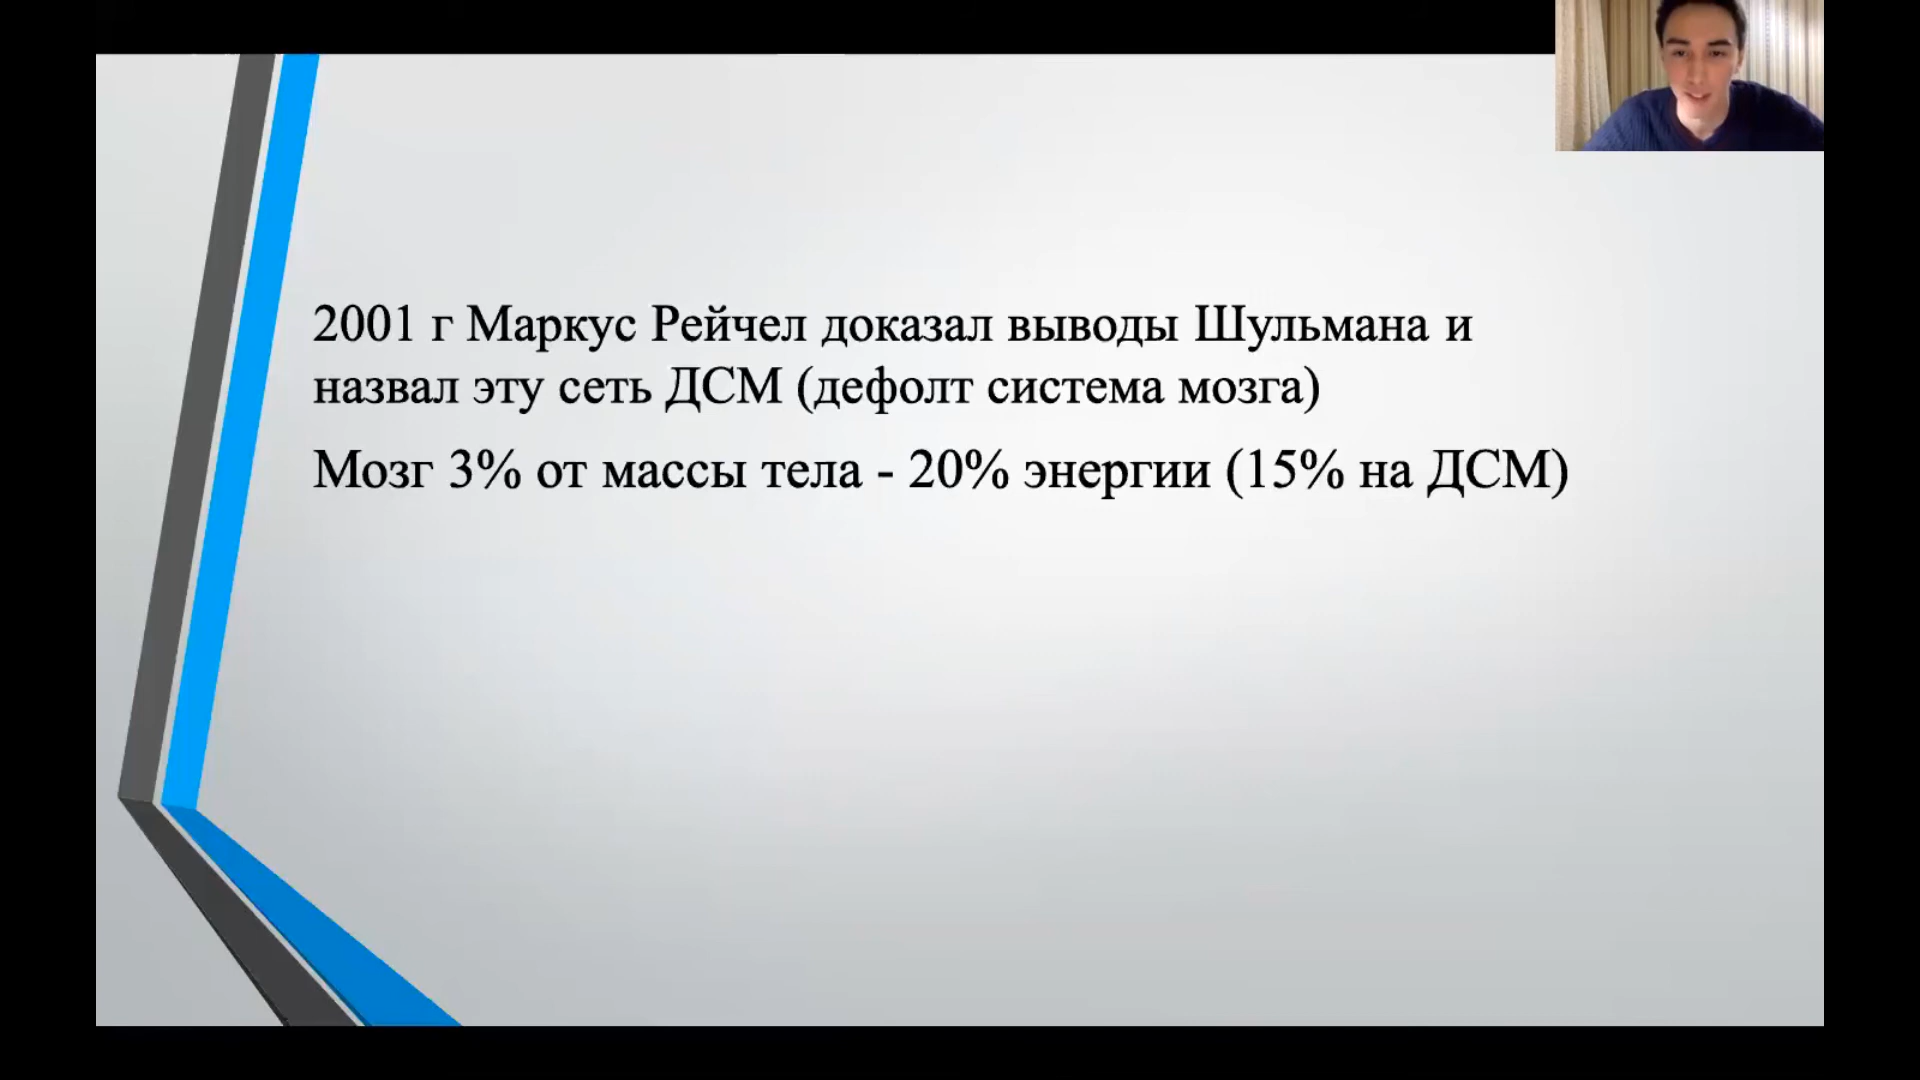 2001 г Маркус Рейчел доказал выводы Шульмана и
назвал эту сеть ДСМ (дефолт система мозга)
Мозг 3% от массы тела - 20% энергии (15% на ДСМ)